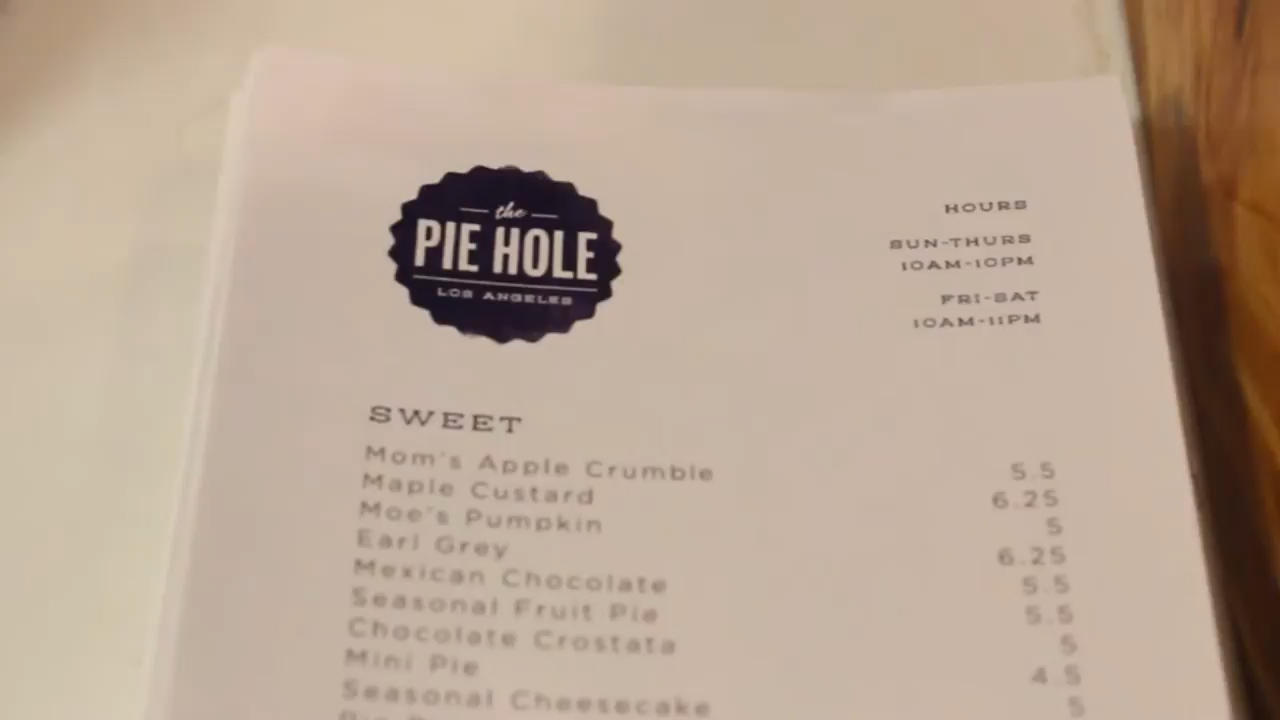 the
PIE HOLE
LOS ANGELES
HOURS
SUN-THURS
10AM-10PM
FRI-SAT
10AM-11PM
SWEET
Mom's Apple Crumble 5.5
Maple Custard 6.25
Moe's Pumpkin 5
Earl Grey 6.25
Mexican Chocolate 5.5
Seasonal Fruit Pie 5.5
Chocolate Crostata 5
Mini Pie 4.5
Seasonal Cheesecake 5